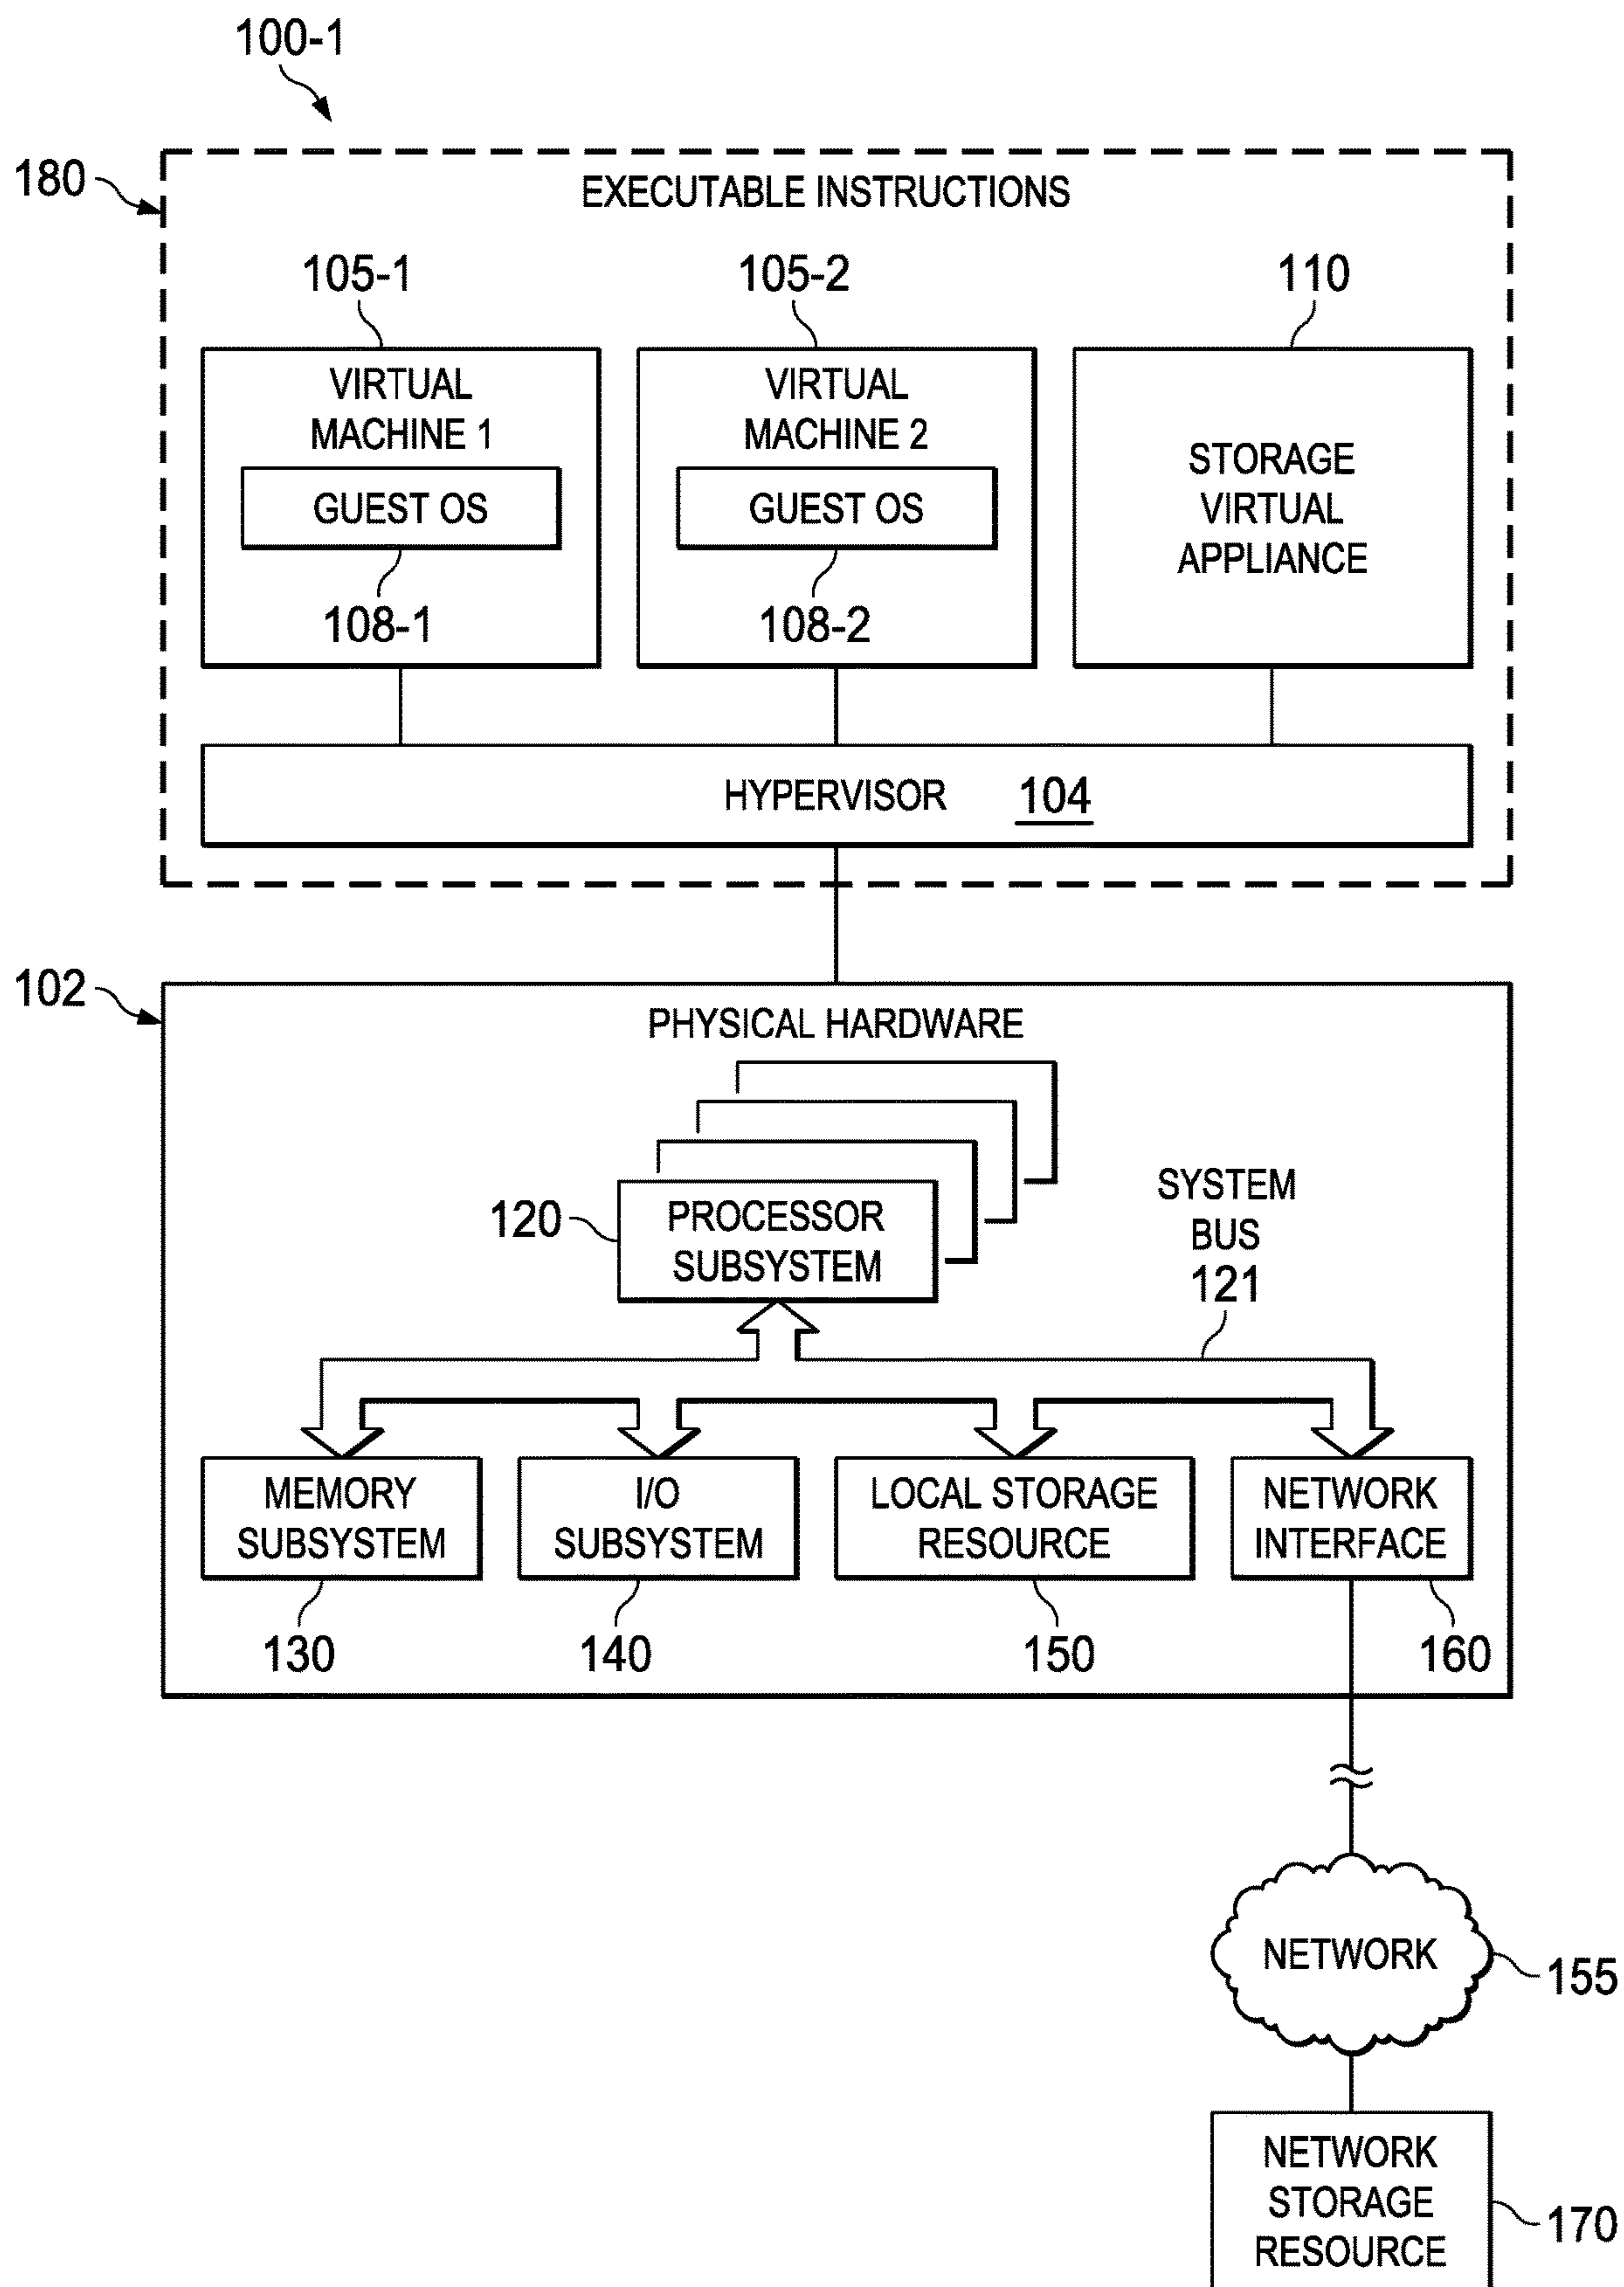 100-1
180
EXECUTABLE INSTRUCTIONS
105-1
105-2
110
VIRTUAL
MACHINE 1
GUEST OS
108-1
VIRTUAL
MACHINE 2
GUEST OS
108-2
STORAGE
VIRTUAL
APPLIANCE
HYPERVISOR 104
102
PHYSICAL HARDWARE
120
PROCESSOR
SUBSYSTEM
SYSTEM
BUS
121
MEMORY
SUBSYSTEM
130
I/O
SUBSYSTEM
140
LOCAL STORAGE
RESOURCE
150
NETWORK
INTERFACE
160
NETWORK
155
NETWORK
STORAGE
RESOURCE
170